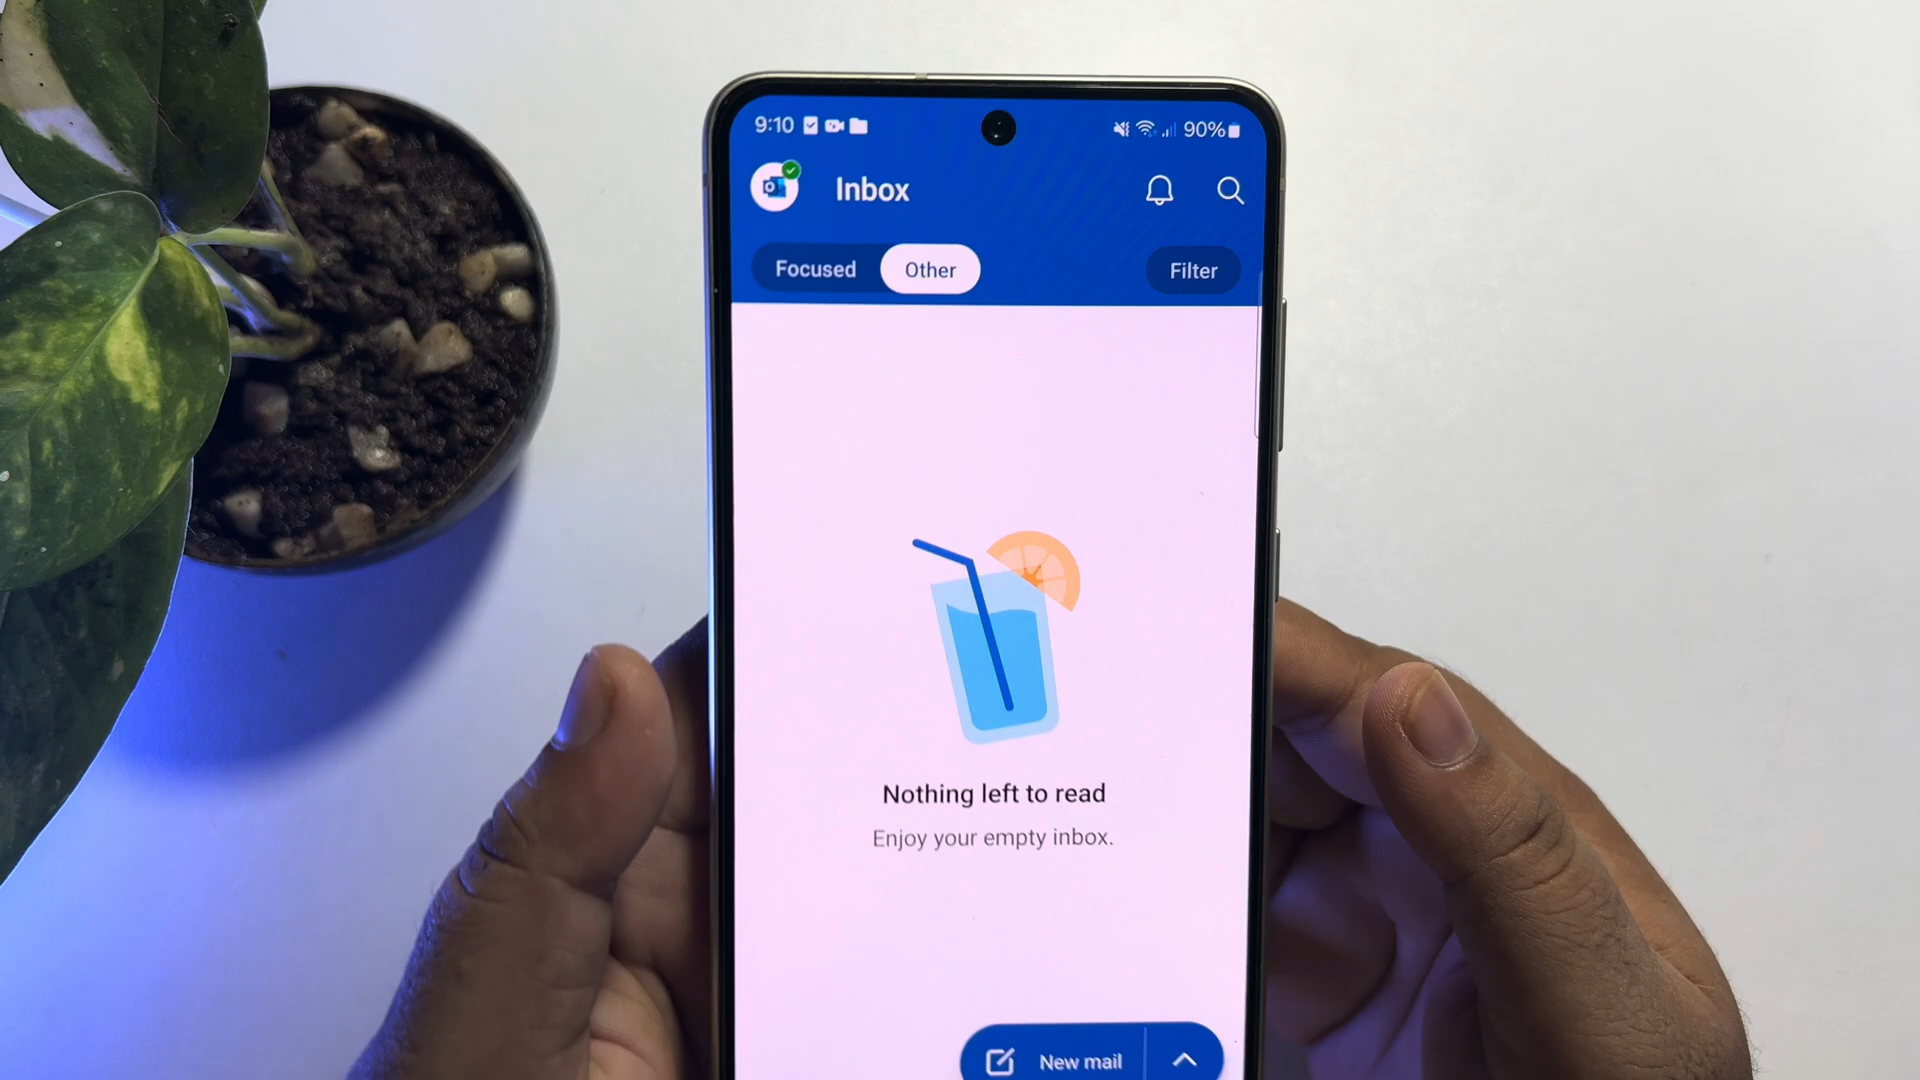 9:10 90%
Inbox
Focused Other Filter
Nothing left to read
Enjoy your empty inbox.
New mail